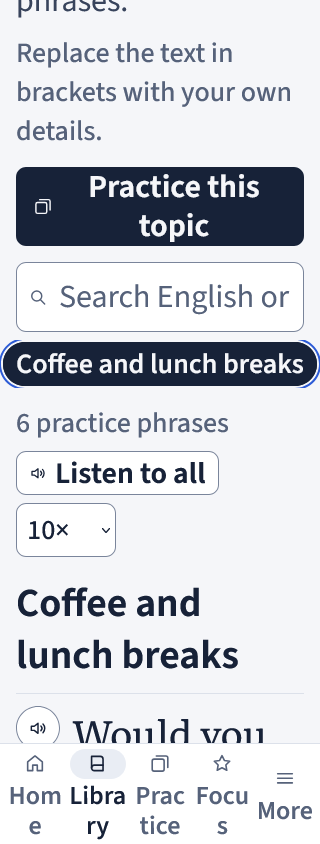 phrases.
Replace the text in
brackets with your own
details.
Practice this
topic
Search English or
Coffee and lunch breaks
6 practice phrases
Listen to all
10×
Coffee and
lunch breaks
Would you
Hom
e
Libra
ry
Prac
tice
Focu
s
More